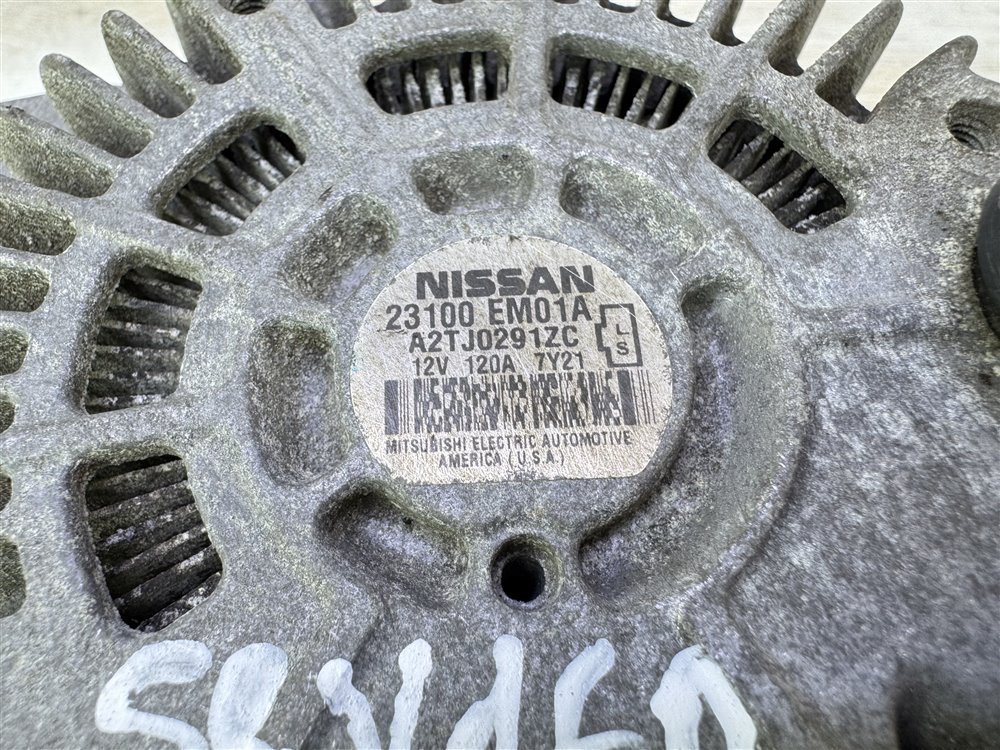 NISSAN
23100 EM01A
A2TJ0291ZC
L
S
12V 120A 7Y21
MITSUBISHI ELECTRIC AUTOMOTIVE
AMERICA (U.S.A.)